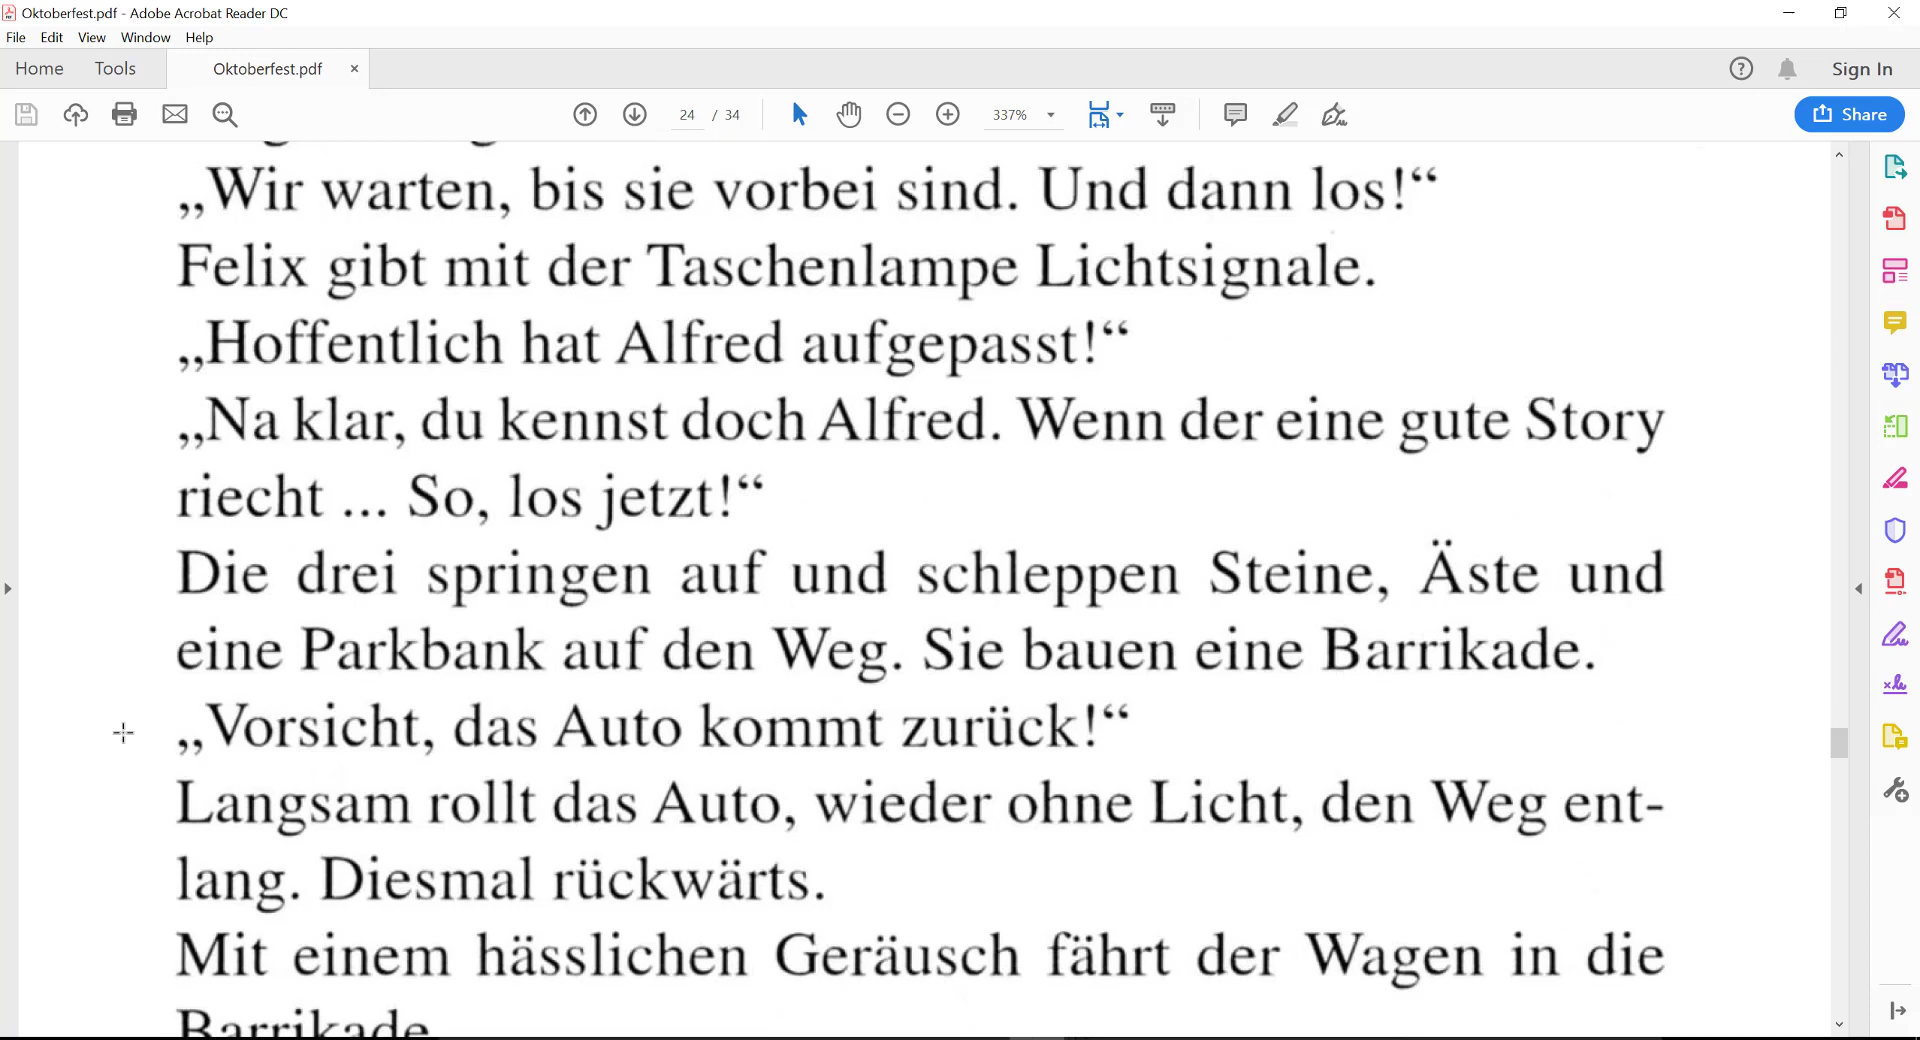 Oktoberfest.pdf - Adobe Acrobat Reader DC
File Edit View Window Help
Home Tools Oktoberfest.pdf × Sign In
24 / 34 337% Share
„Wir warten, bis sie vorbei sind. Und dann los!“
Felix gibt mit der Taschenlampe Lichtsignale.
„Hoffentlich hat Alfred aufgepasst!“
„Na klar, du kennst doch Alfred. Wenn der eine gute Story
riecht ... So, los jetzt!“
Die drei springen auf und schleppen Steine, Äste und
eine Parkbank auf den Weg. Sie bauen eine Barrikade.
„Vorsicht, das Auto kommt zurück!“
Langsam rollt das Auto, wieder ohne Licht, den Weg ent-
lang. Diesmal rückwärts.
Mit einem hässlichen Geräusch fährt der Wagen in die
Barrikade.